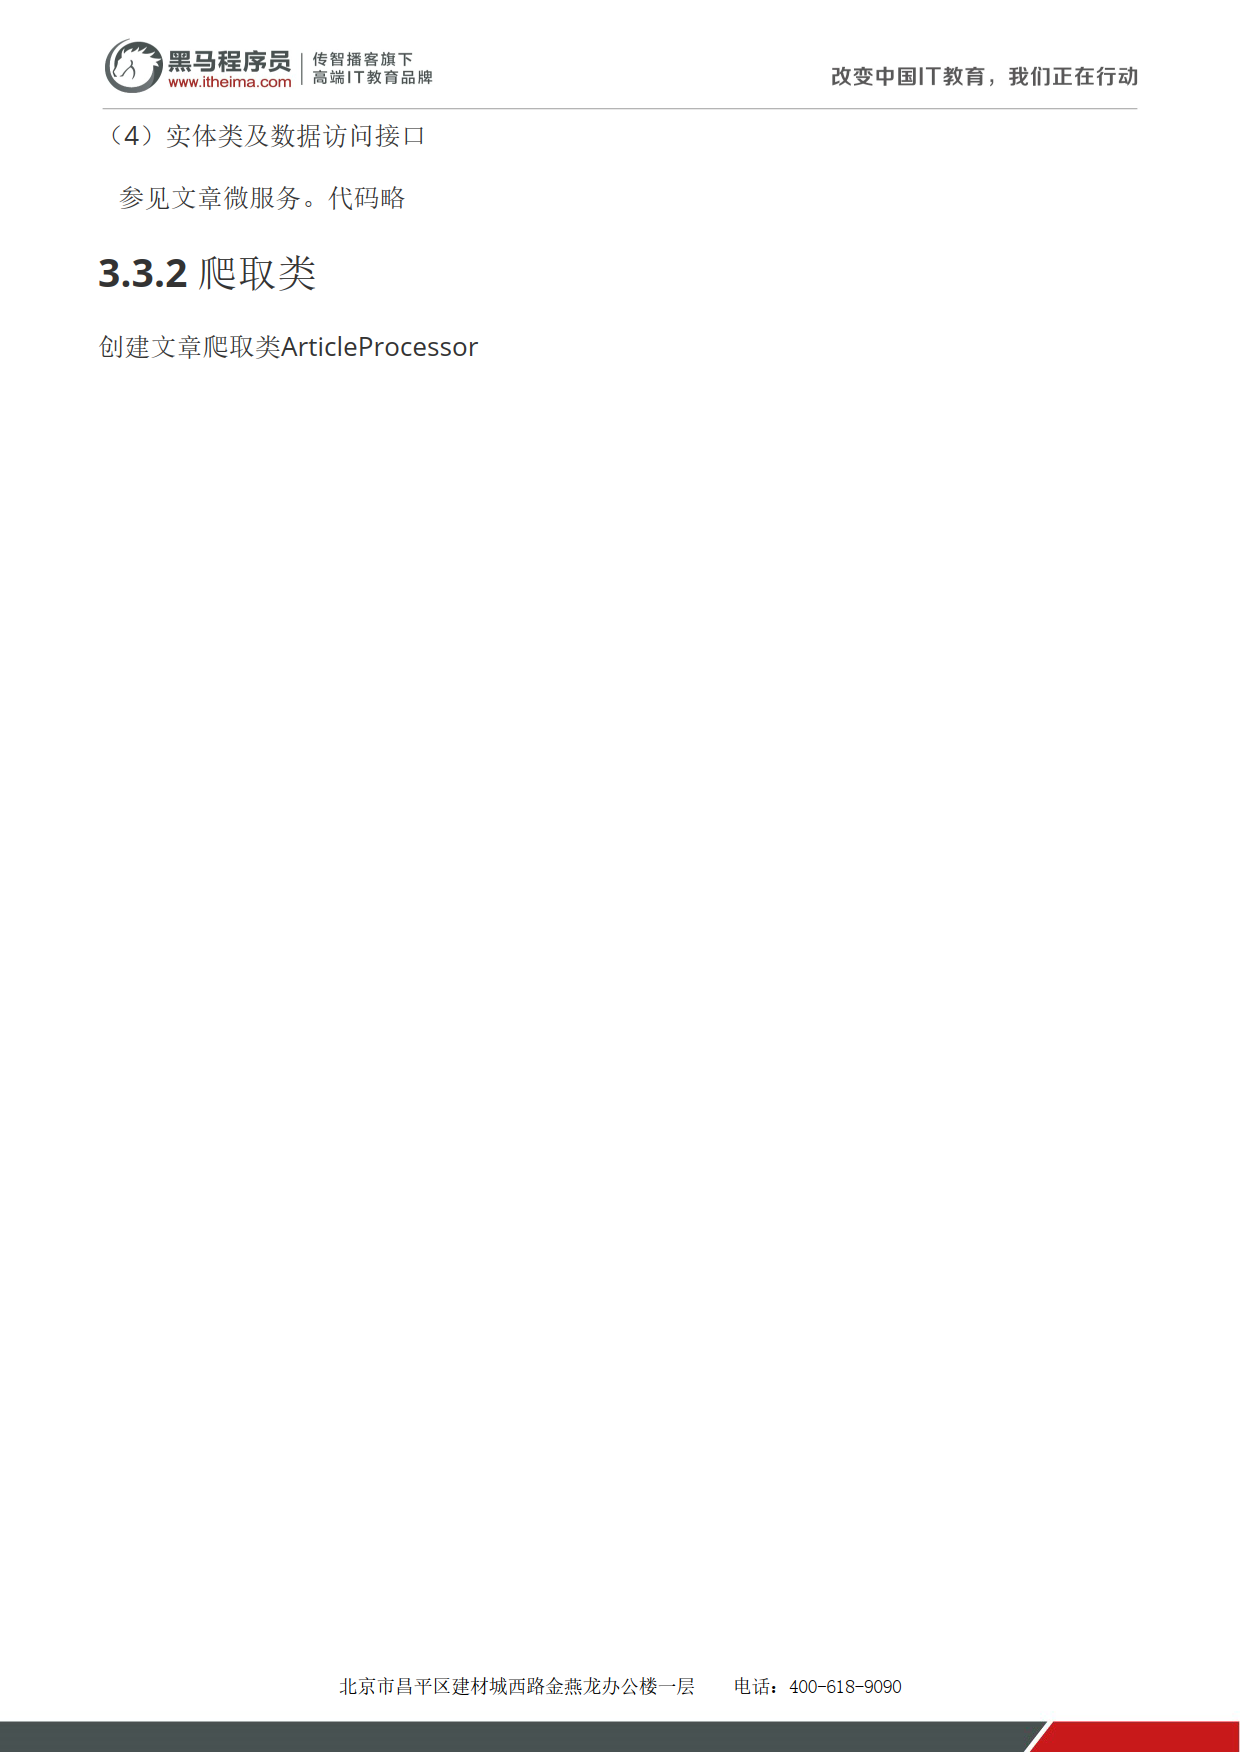 黑马程序员
www.itheima.com
传智播客旗下
高端IT教育品牌
改变中国IT教育，我们正在行动
（4）实体类及数据访问接口
参见文章微服务。代码略
3.3.2 爬取类
创建文章爬取类ArticleProcessor
北京市昌平区建材城西路金燕龙办公楼一层 电话：400-618-9090